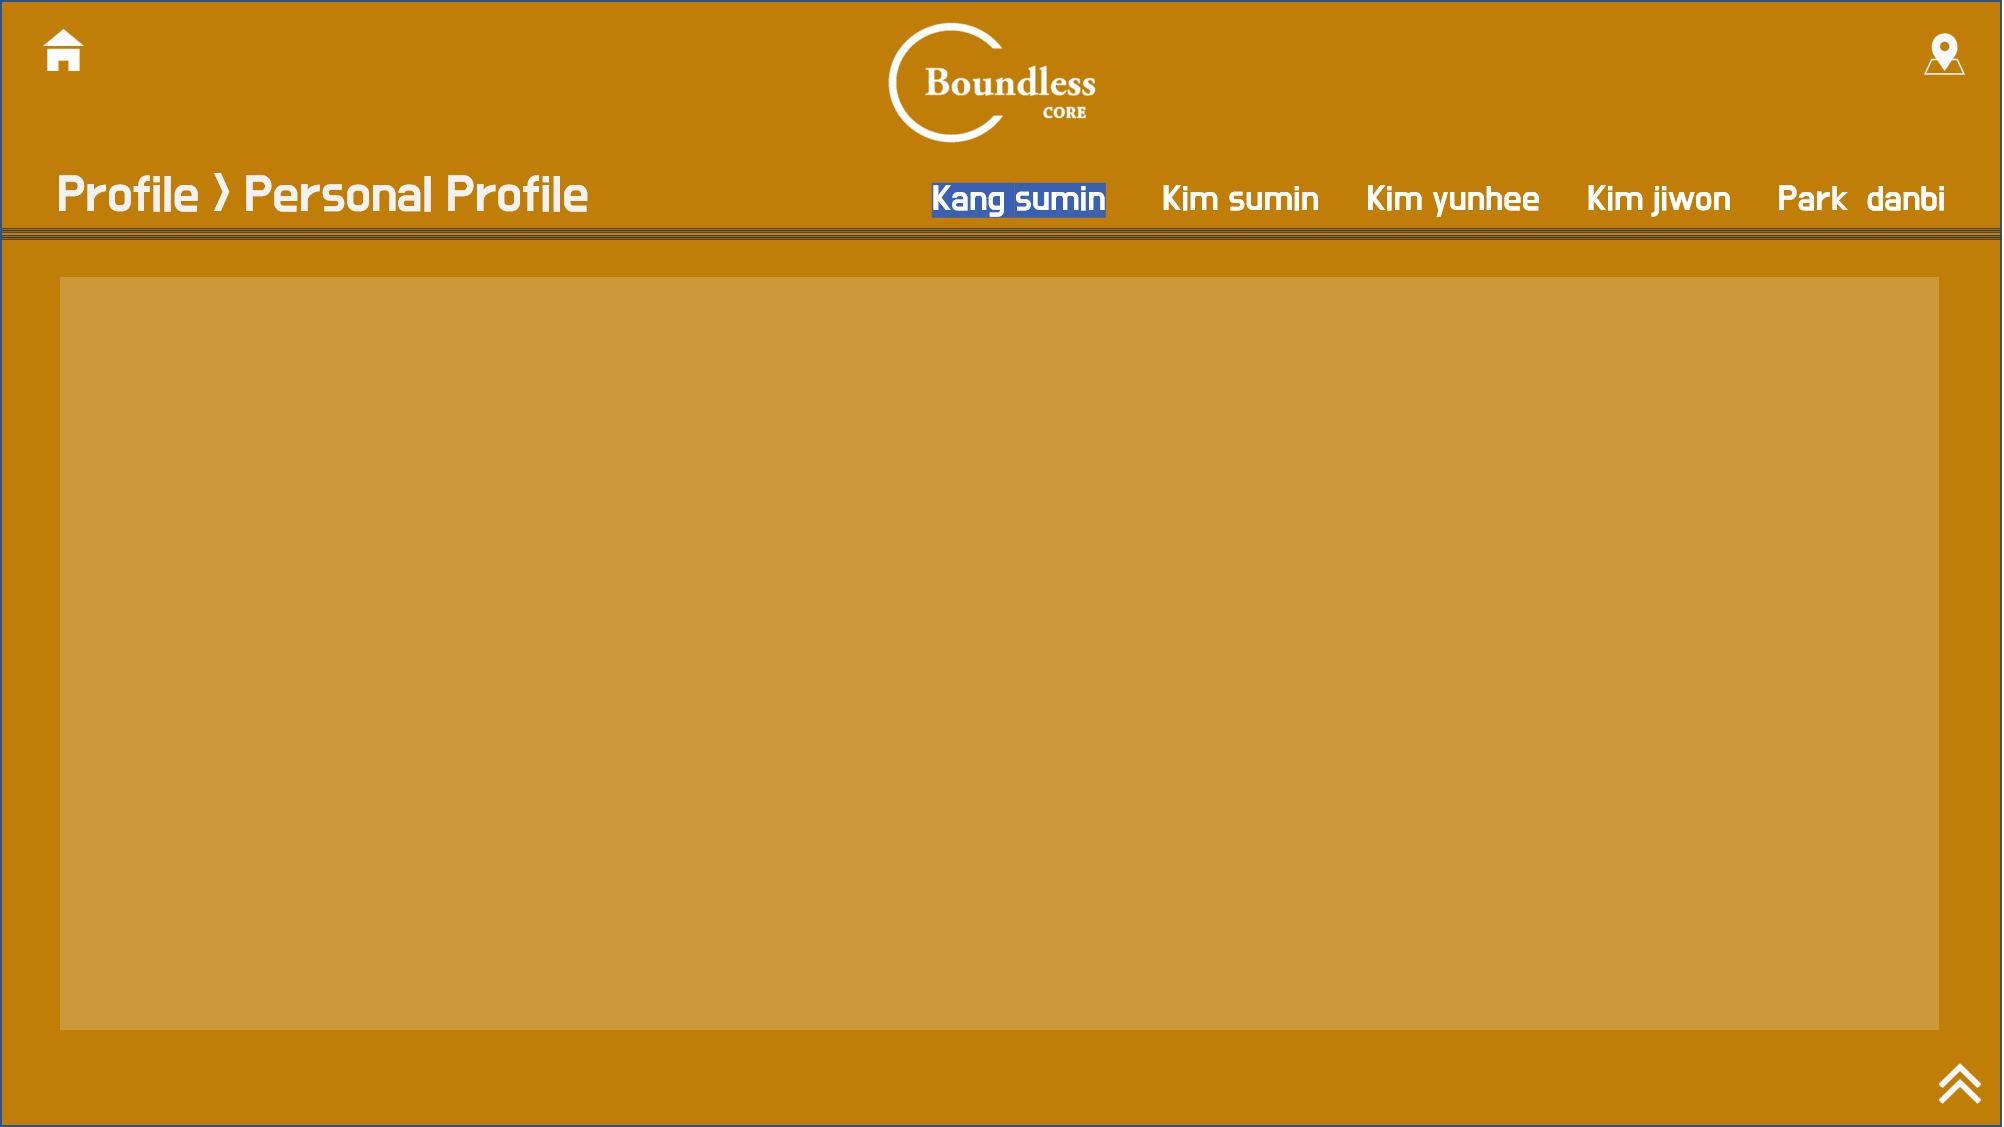 Boundless
CORE
Profile > Personal Profile
Kang sumin Kim sumin Kim yunhee Kim jiwon Park danbi